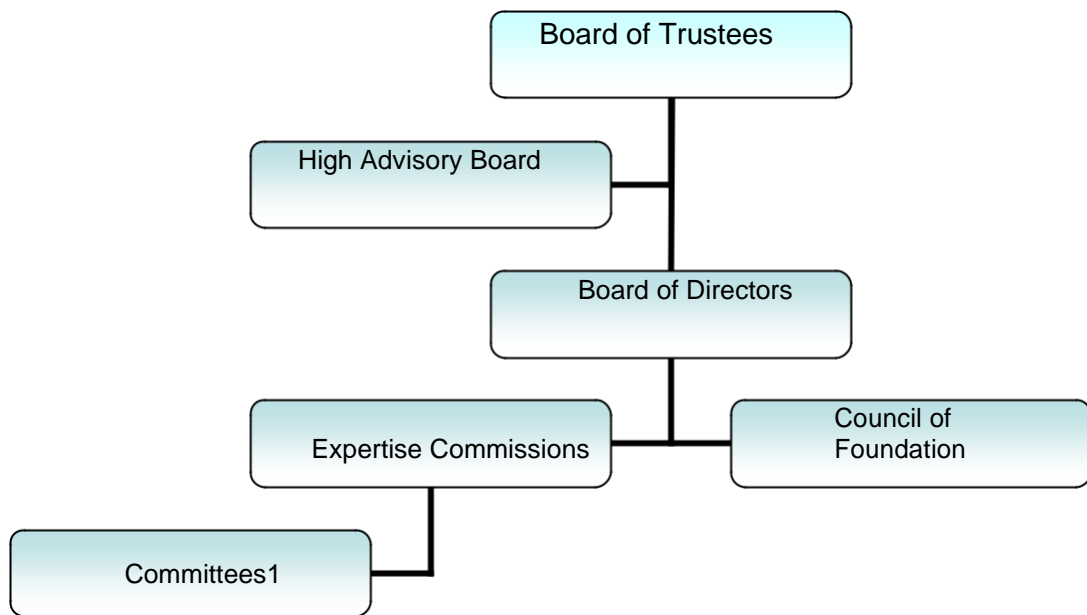 Board of Trustees
High Advisory Board
Board of Directors
Expertise Commissions
Council of
Foundation
Committees1